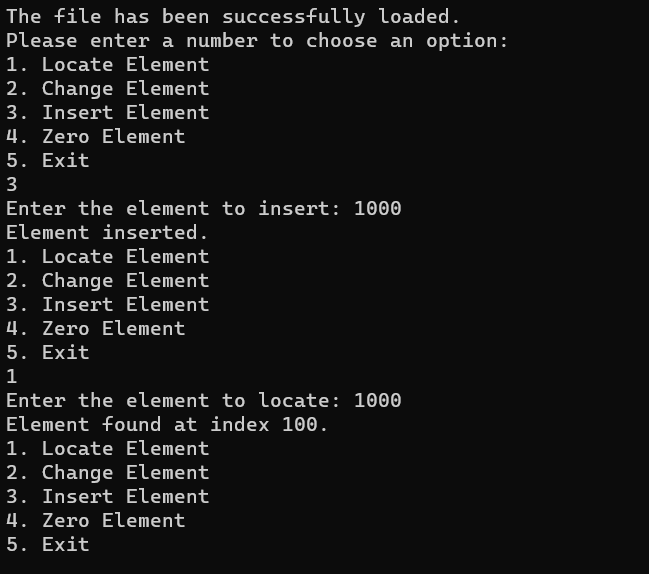 The file has been successfully loaded.
Please enter a number to choose an option:
1. Locate Element
2. Change Element
3. Insert Element
4. Zero Element
5. Exit
3
Enter the element to insert: 1000
Element inserted.
1. Locate Element
2. Change Element
3. Insert Element
4. Zero Element
5. Exit
1
Enter the element to locate: 1000
Element found at index 100.
1. Locate Element
2. Change Element
3. Insert Element
4. Zero Element
5. Exit